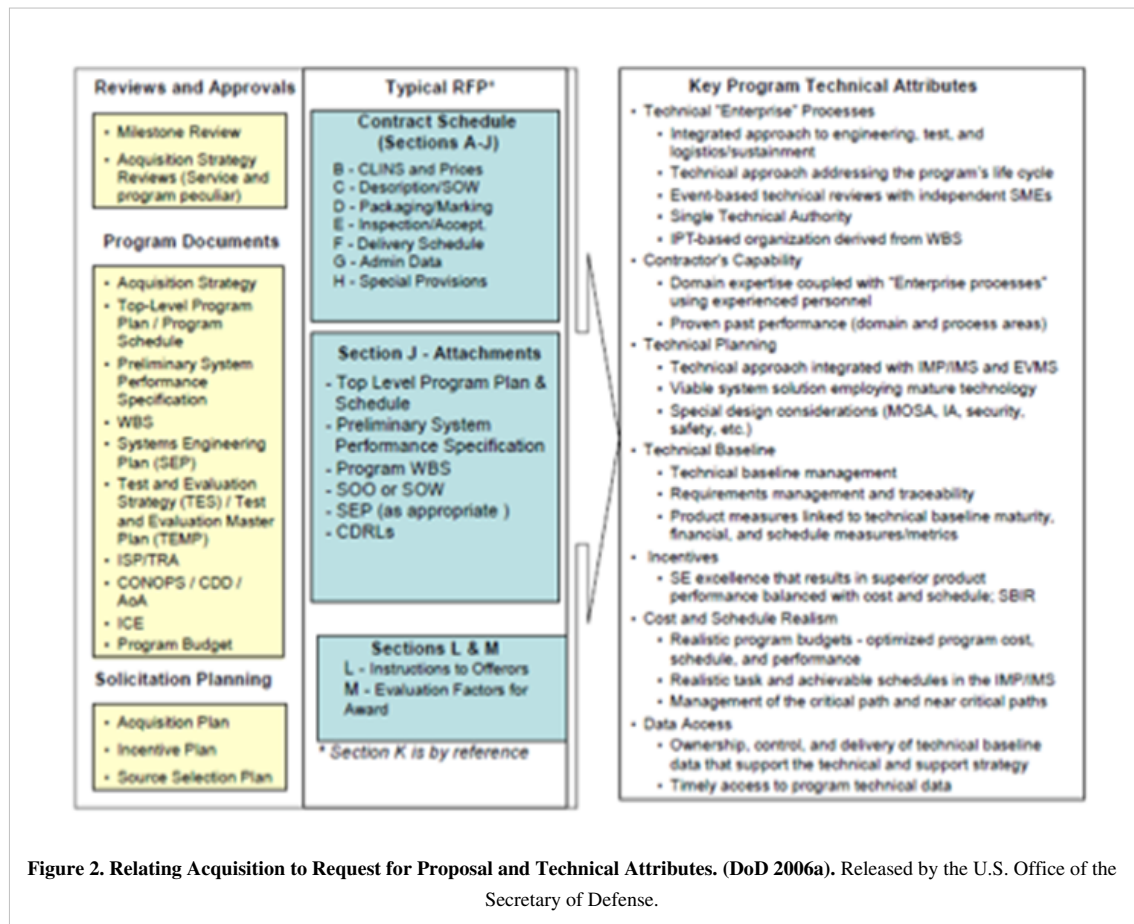 Reviews and Approvals
• Milestone Review
• Acquisition Strategy
Reviews (Service and
program peculiar)
Program Documents
• Acquisition Strategy
• Top-Level Program
Plan / Program
Schedule
• Preliminary System
Performance
Specification
• WBS
• Systems Engineering
Plan (SEP)
• Test and Evaluation
Strategy (TES) / Test
and Evaluation Master
Plan (TEMP)
• ISP/TRA
• CONOPS / CDD /
AoA
• ICE
• Program Budget
Solicitation Planning
• Acquisition Plan
• Incentive Plan
• Source Selection Plan
Typical RFP*
Contract Schedule
(Sections A-J)
B - CLINS and Prices
C - Description/SOW
D - Packaging/Marking
E - Inspection/Accept.
F - Delivery Schedule
G - Admin Data
H - Special Provisions
Section J - Attachments
- Top Level Program Plan &
Schedule
- Preliminary System
Performance Specification
- Program WBS
- SOO or SOW
- SEP (as appropriate )
- CDRLs
Sections L & M
L - Instructions to Offerors
M - Evaluation Factors for
Award
* Section K is by reference
Key Program Technical Attributes
• Technical "Enterprise" Processes
• Integrated approach to engineering, test, and
logistics/sustainment
• Technical approach addressing the program's life cycle
• Event-based technical reviews with independent SMEs
• Single Technical Authority
• IPT-based organization derived from WBS
• Contractor's Capability
• Domain expertise coupled with "Enterprise processes"
using experienced personnel
• Proven past performance (domain and process areas)
• Technical Planning
• Technical approach integrated with IMP/IMS and EVMS
• Viable system solution employing mature technology
• Special design considerations (MOSA, IA, security,
safety, etc.)
• Technical Baseline
• Technical baseline management
• Requirements management and traceability
• Product measures linked to technical baseline maturity,
financial, and schedule measures/metrics
• Incentives
• SE excellence that results in superior product
performance balanced with cost and schedule; SBIR
• Cost and Schedule Realism
• Realistic program budgets - optimized program cost,
schedule, and performance
• Realistic task and achievable schedules in the IMP/IMS
• Management of the critical path and near critical paths
• Data Access
• Ownership, control, and delivery of technical baseline
data that support the technical and support strategy
• Timely access to program technical data
Figure 2. Relating Acquisition to Request for Proposal and Technical Attributes. (DoD 2006a). Released by the U.S. Office of the
Secretary of Defense.